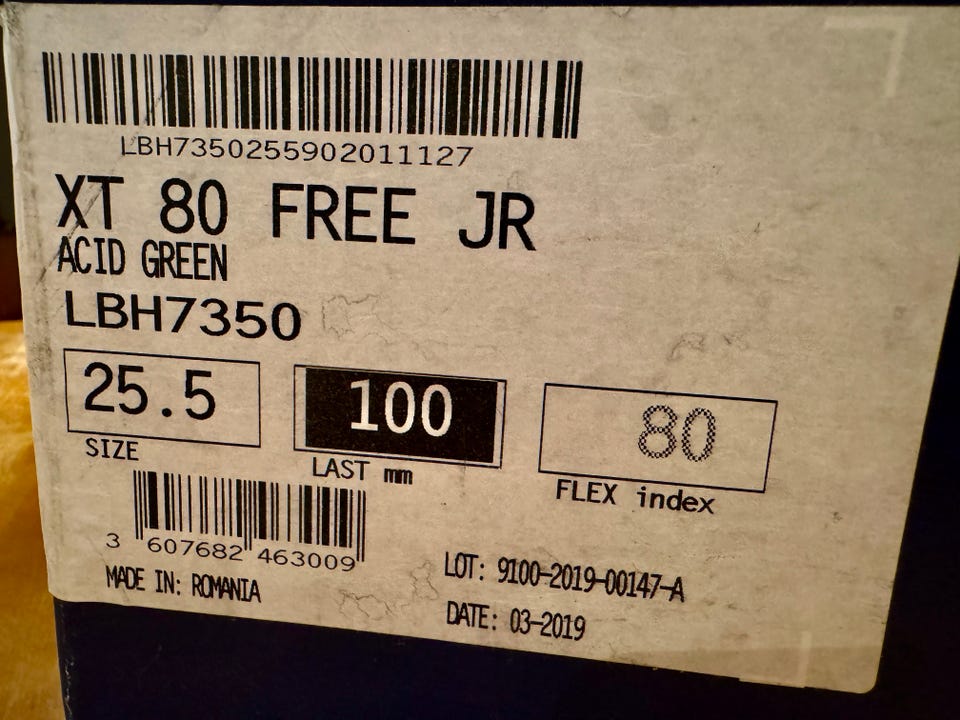 LBH7350255902011127
XT 80 FREE JR
ACID GREEN
LBH7350
25.5 100 80
SIZE LAST mm FLEX index
3 607682 463009
MADE IN: ROMANIA
LOT: 9100-2019-00147-A
DATE: 03-2019